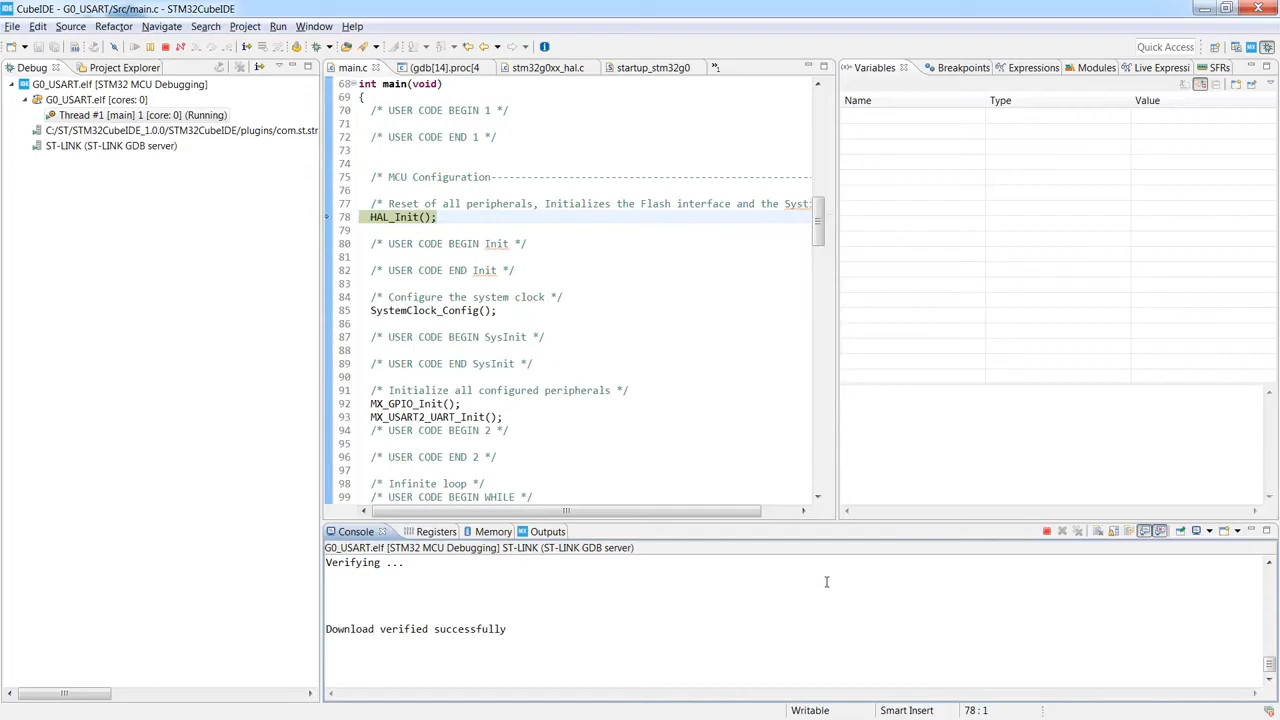 CubeIDE - G0_USART/Src/main.c - STM32CubeIDE
File Edit Source Refactor Navigate Search Project Run Window Help
Quick Access
Debug
Project Explorer
G0_USART.elf [STM32 MCU Debugging]
G0_USART.elf [cores: 0]
Thread #1 [main] 1 [core: 0] (Running)
C:/ST/STM32CubeIDE_1.0.0/STM32CubeIDE/plugins/com.st.str
ST-LINK (ST-LINK GDB server)
main.c
(gdb[14].proc[4
stm32g0xx_hal.c
startup_stm32g0
68 int main(void)
69 {
70 /* USER CODE BEGIN 1 */
71
72 /* USER CODE END 1 */
73
74
75 /* MCU Configuration------------------------------------
76
77 /* Reset of all peripherals, Initializes the Flash interface and the Syst
78 HAL_Init();
79
80 /* USER CODE BEGIN Init */
81
82 /* USER CODE END Init */
83
84 /* Configure the system clock */
85 SystemClock_Config();
86
87 /* USER CODE BEGIN SysInit */
88
89 /* USER CODE END SysInit */
90
91 /* Initialize all configured peripherals */
92 MX_GPIO_Init();
93 MX_USART2_UART_Init();
94 /* USER CODE BEGIN 2 */
95
96 /* USER CODE END 2 */
97
98 /* Infinite loop */
99 /* USER CODE BEGIN WHILE */
Variables
Breakpoints
Expressions
Modules
Live Expressi
SFRs
Name Type Value
Console
Registers
Memory
Outputs
G0_USART.elf [STM32 MCU Debugging] ST-LINK (ST-LINK GDB server)
Verifying ...
Download verified successfully
Writable
Smart Insert
78 : 1